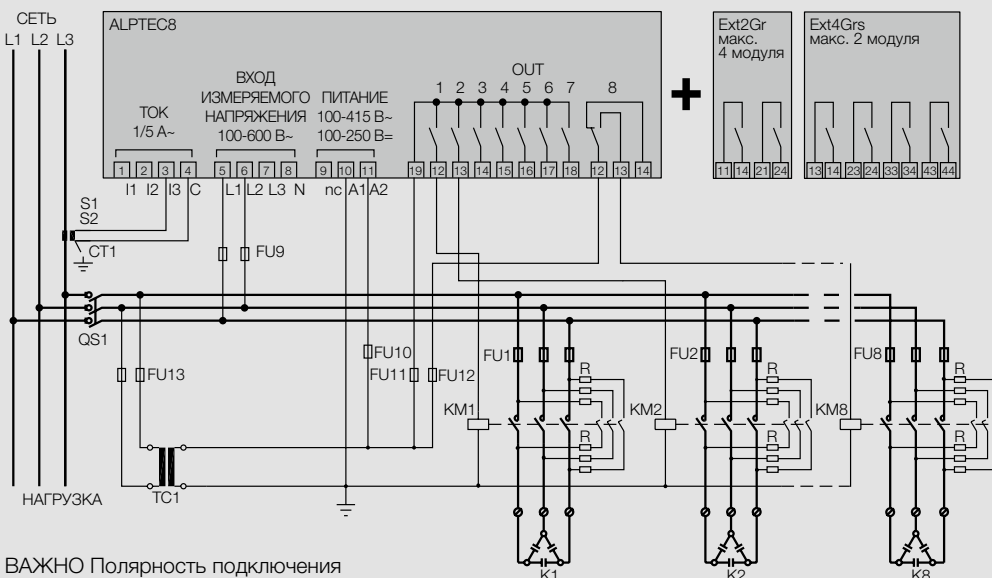 СЕТЬ
L1 L2 L3
ALPTEC8
ТОК
1/5 А~
ВХОД
ИЗМЕРЯЕМОГО
НАПРЯЖЕНИЯ
100-600 В~
ПИТАНИЕ
100-415 В~
100-250 В=
OUT
1 2 3 4 5 6 7 8
Ext2Gr
макс.
4 модуля
Ext4Grs
макс. 2 модуля
1 2 3 4 5 6 7 8 9 10 11 19 12 13 14 15 16 17 18 12 13 14
11 14 21 24
13 14 23 24 33 34 43 44
I1 I2 I3 C L1 L2 L3 N nc A1 A2
S1
S2
CT1
FU9
QS1
FU13
FU10
FU11
FU12
FU1
FU2
FU8
R
R
R
KM1
KM2
KM8
R
R
R
НАГРУЗКА
TC1
K1
K2
K8
ВАЖНО Полярность подключения